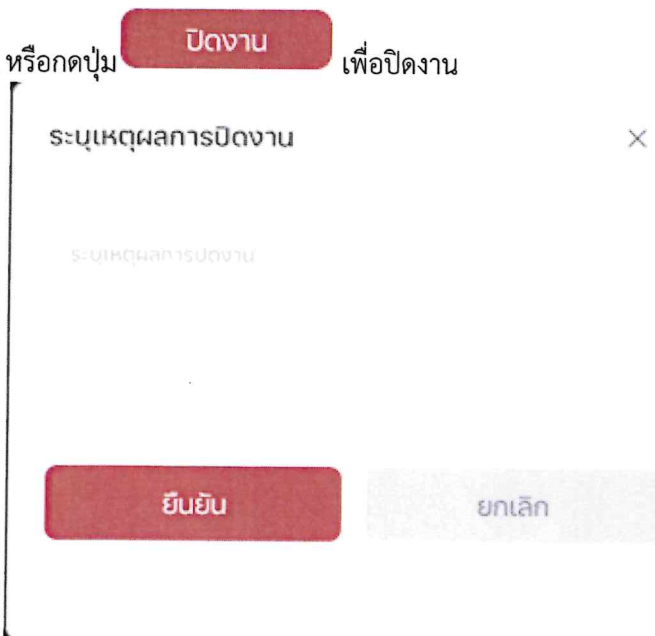 หรือกดปุ่ม ปิดงาน เพื่อปิดงาน
ระบุเหตุผลการปิดงาน ×
ระบุเหตุผลการปิดงาน
ยืนยัน ยกเลิก